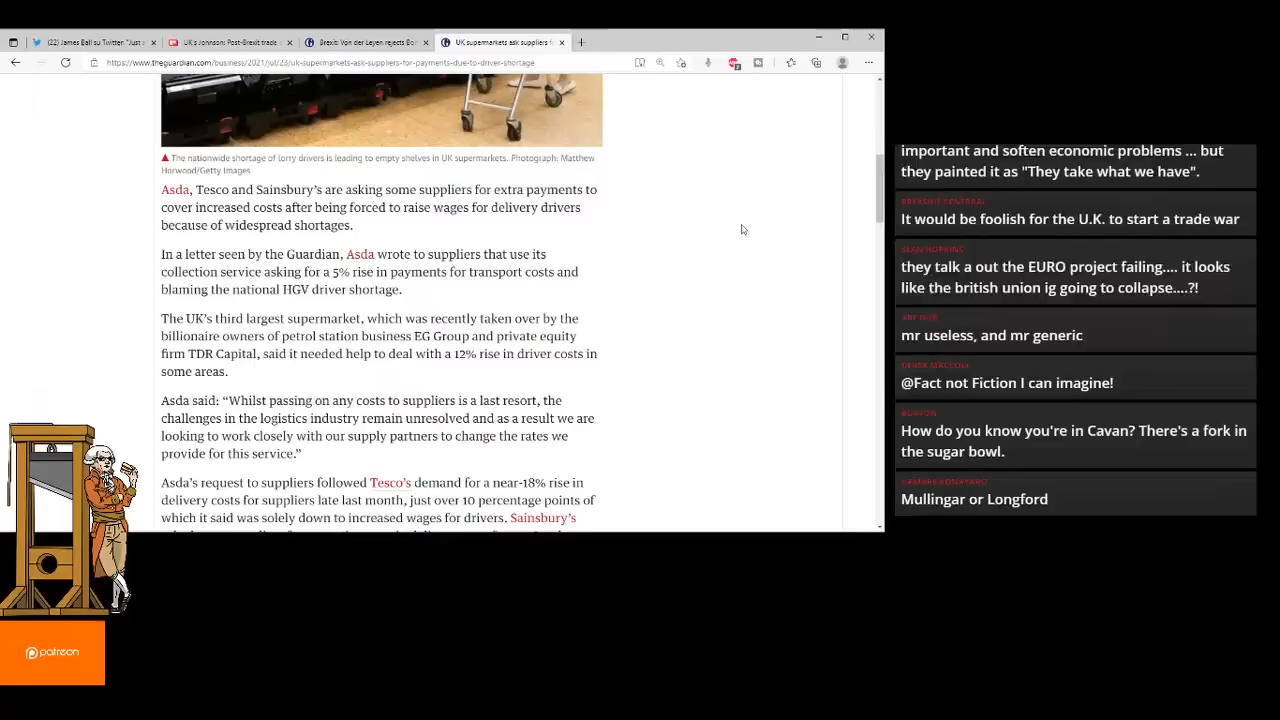 (22) James Ball su Twitter "Just a
UK's Johnson: Post-Brexit trade
Brexit: Von der Leyen rejects Bor
UK supermarkets ask suppliers f
https://www.theguardian.com/business/2021/jul/23/uk-supermarkets-ask-suppliers-for-payments-due-to-driver-shortage
The nationwide shortage of lorry drivers is leading to empty shelves in UK supermarkets. Photograph: Matthew
Horwood/Getty Images
Asda, Tesco and Sainsbury's are asking some suppliers for extra payments to
cover increased costs after being forced to raise wages for delivery drivers
because of widespread shortages.
In a letter seen by the Guardian, Asda wrote to suppliers that use its
collection service asking for a 5% rise in payments for transport costs and
blaming the national HGV driver shortage.
The UK's third largest supermarket, which was recently taken over by the
billionaire owners of petrol station business EG Group and private equity
firm TDR Capital, said it needed help to deal with a 12% rise in driver costs in
some areas.
Asda said: “Whilst passing on any costs to suppliers is a last resort, the
challenges in the logistics industry remain unresolved and as a result we are
looking to work closely with our supply partners to change the rates we
provide for this service.”
Asda's request to suppliers followed Tesco's demand for a near-18% rise in
delivery costs for suppliers late last month, just over 10 percentage points of
which it said was solely down to increased wages for drivers. Sainsbury's
important and soften economic problems ... but
they painted it as "They take what we have".
It would be foolish for the U.K. to start a trade war
SEAN HOPKINS
they talk a out the EURO project failing.... it looks
like the british union ig going to collapse....?!
mr useless, and mr generic
@Fact not Fiction I can imagine!
How do you know you're in Cavan? There's a fork in
the sugar bowl.
Mullingar or Longford
patreon